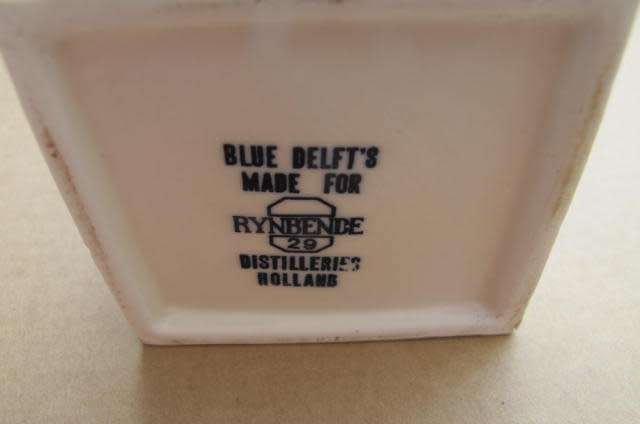 BLUE DELFT'S
MADE FOR
RYNBENDE
29
DISTILLERIES
HOLLAND